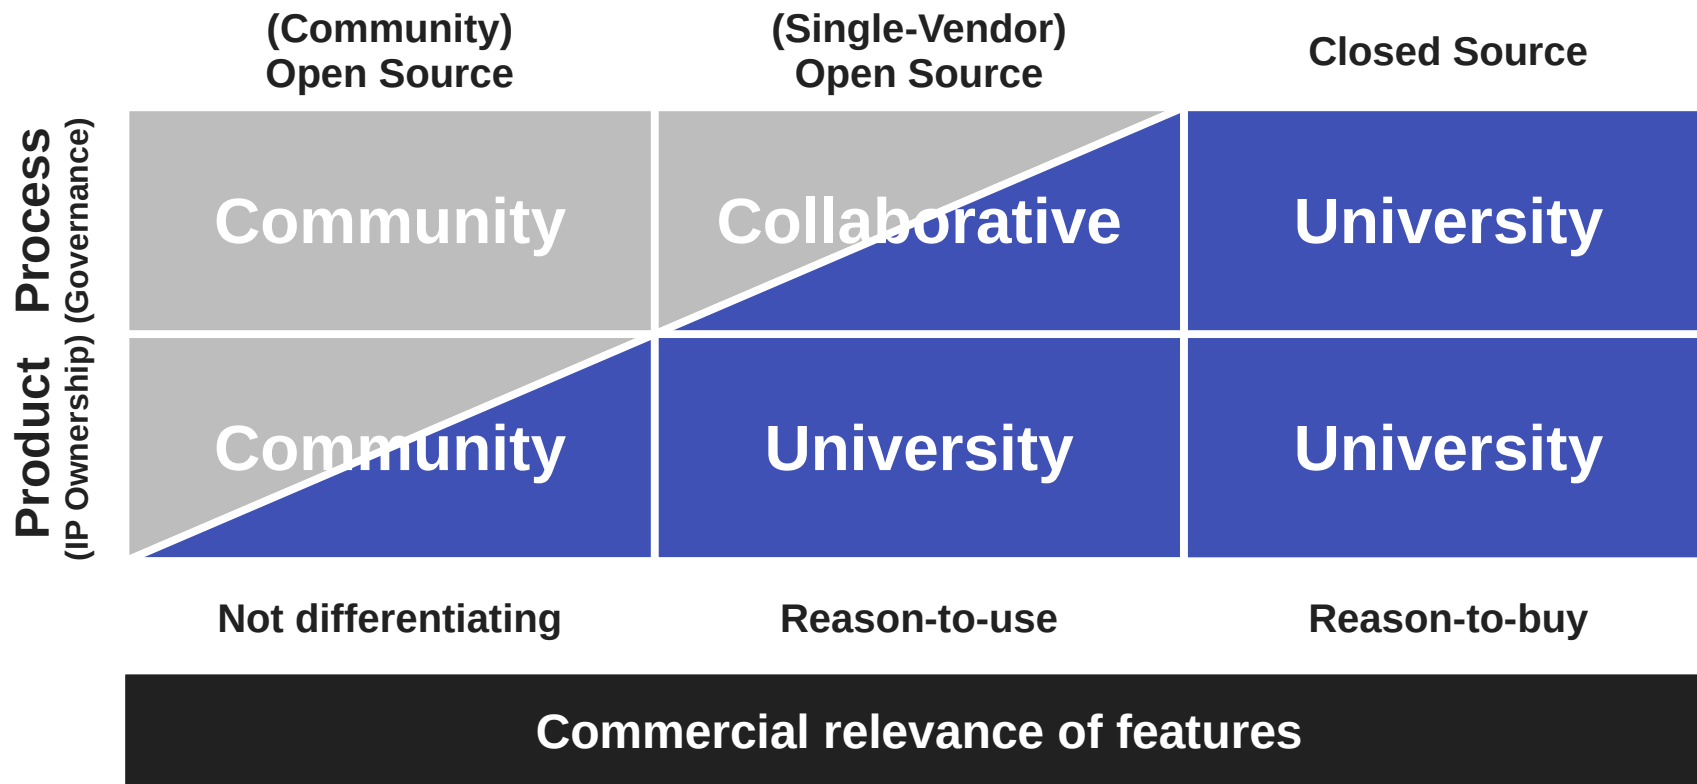 (Community)
Open Source
(Single-Vendor)
Open Source
Closed Source
Process
(Governance)
Community
Collaborative
University
Product
(IP Ownership)
Community
University
University
Not differentiating
Reason-to-use
Reason-to-buy
Commercial relevance of features